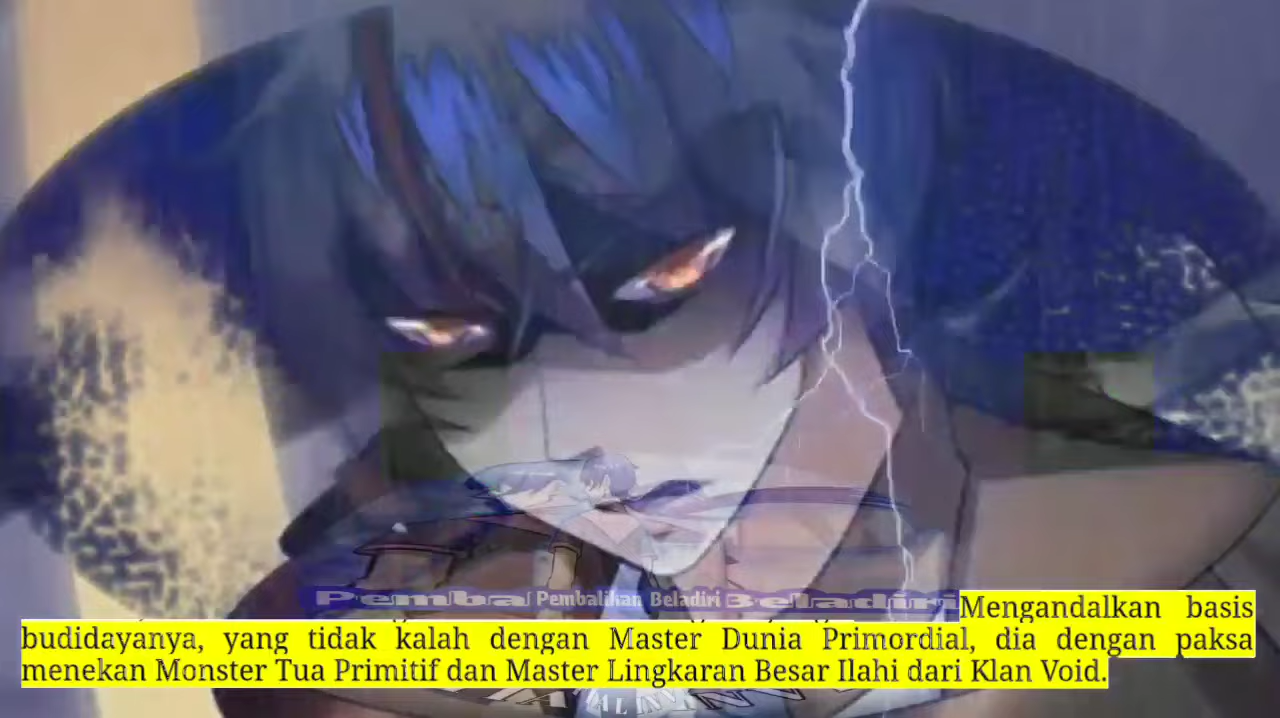 Pembalikan Beladiri
Mengandalkan basis
budidayanya, yang tidak kalah dengan Master Dunia Primordial, dia dengan paksa
menekan Monster Tua Primitif dan Master Lingkaran Besar Ilahi dari Klan Void.